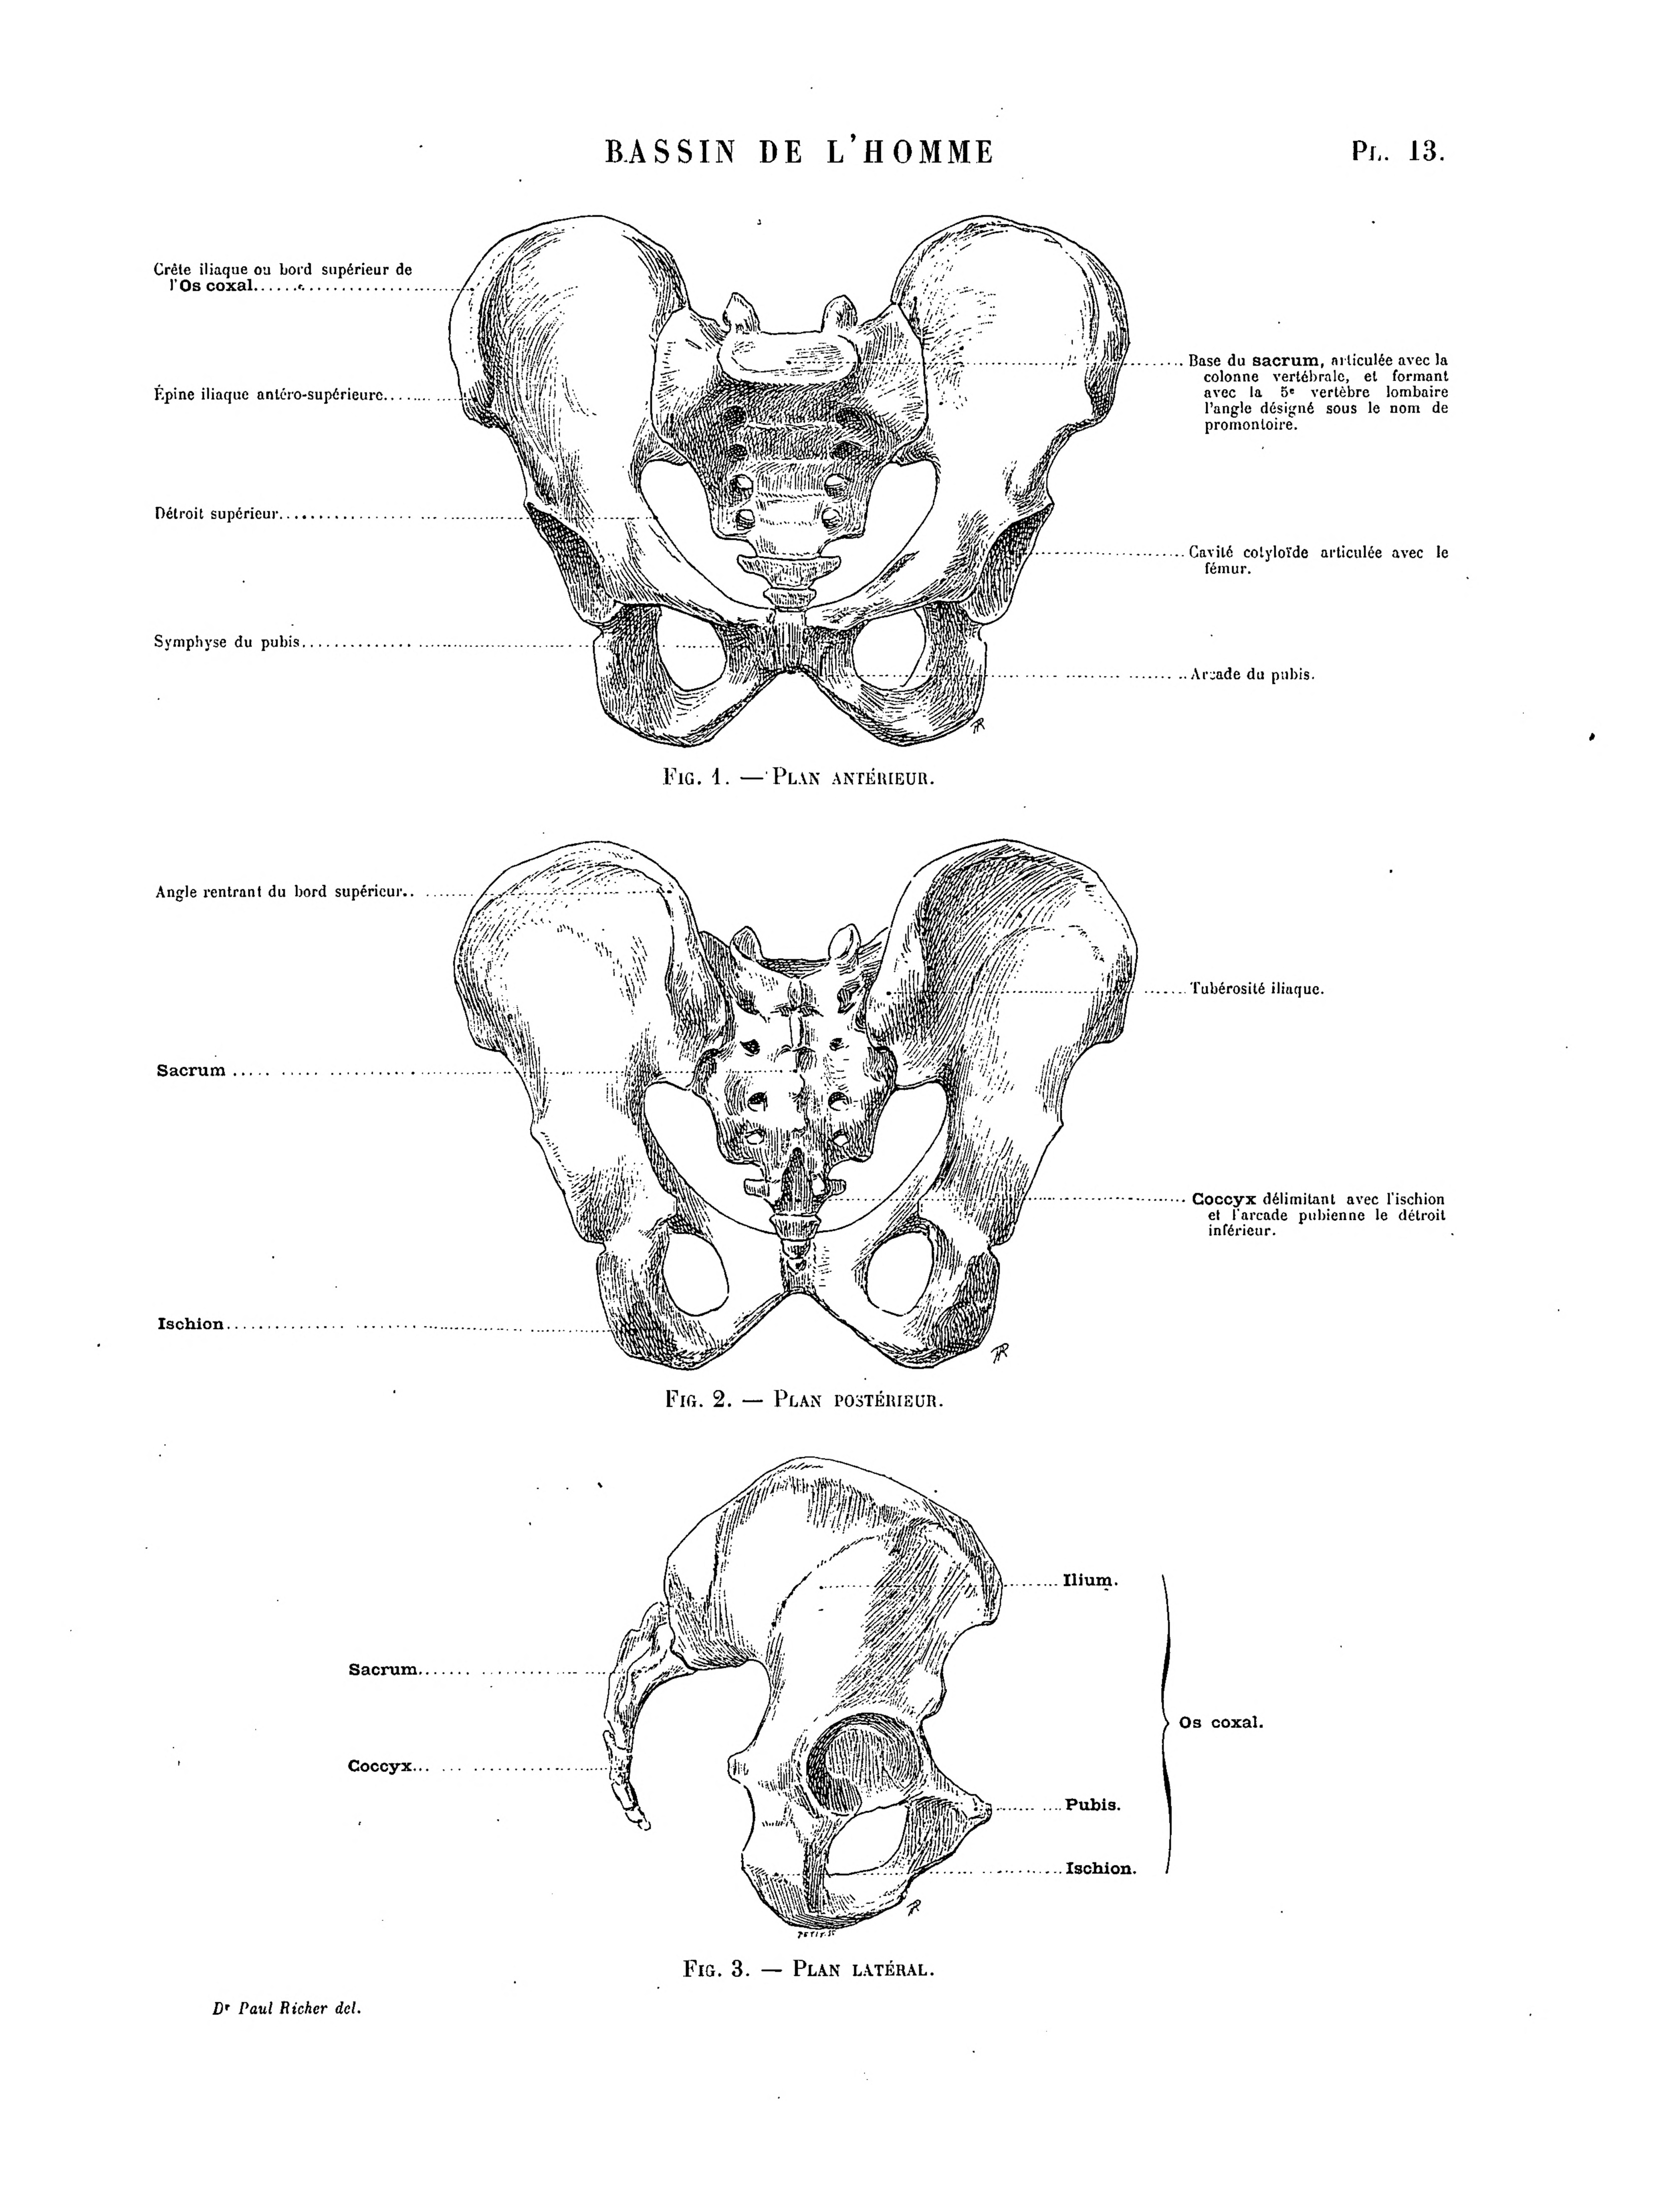 BASSIN DE L'HOMME
PL. 13.
Crête iliaque ou bord supérieur de
l'Os coxal
Épine iliaque antéro-supérieure
Détroit supérieur
Symphyse du pubis
Base du sacrum, articulée avec la
colonne vertébrale, et formant
avec la 5e vertèbre lombaire
l'angle désigné sous le nom de
promontoire.
Cavité cotyloïde articulée avec le
fémur.
Arcade du pubis.
FIG. 1. — PLAN ANTÉRIEUR.
Angle rentrant du bord supérieur
Sacrum
Ischion
Tubérosité iliaque.
Coccyx délimitant avec l'ischion
et l'arcade pubienne le détroit
inférieur.
FIG. 2. — PLAN POSTÉRIEUR.
Sacrum
Coccyx
Ilium.
Os coxal.
Pubis.
Ischion.
PETIT. SC
FIG. 3. — PLAN LATÉRAL.
Dr Paul Richer del.